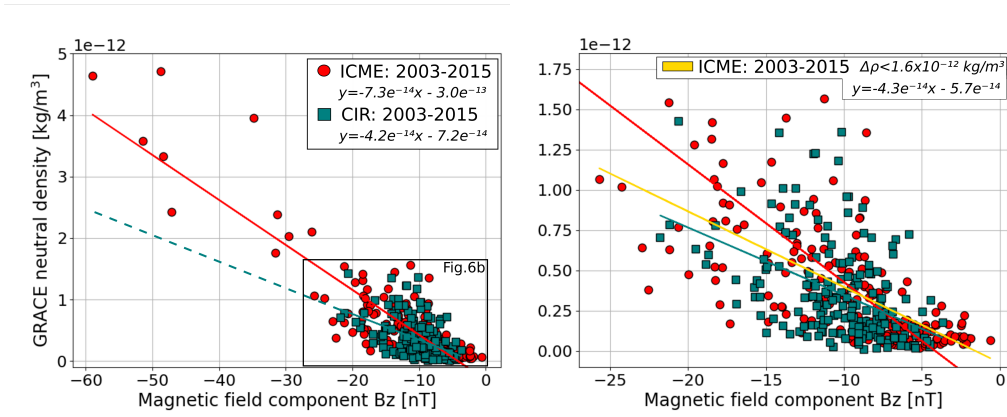 1e−12
GRACE neutral density [kg/m³]
5
4
3
2
1
0
−60 −50 −40 −30 −20 −10 0
Magnetic field component Bz [nT]
ICME: 2003-2015
y=-7.3e⁻¹⁴x - 3.0e⁻¹³
CIR: 2003-2015
y=-4.2e⁻¹⁴x - 7.2e⁻¹⁴
Fig.6b
1e−12
1.75
1.50
1.25
1.00
0.75
0.50
0.25
0.00
−25 −20 −15 −10 −5 0
Magnetic field component Bz [nT]
ICME: 2003-2015 Δρ<1.6x10⁻¹² kg/m³
y=-4.3e⁻¹⁴x - 5.7e⁻¹⁴